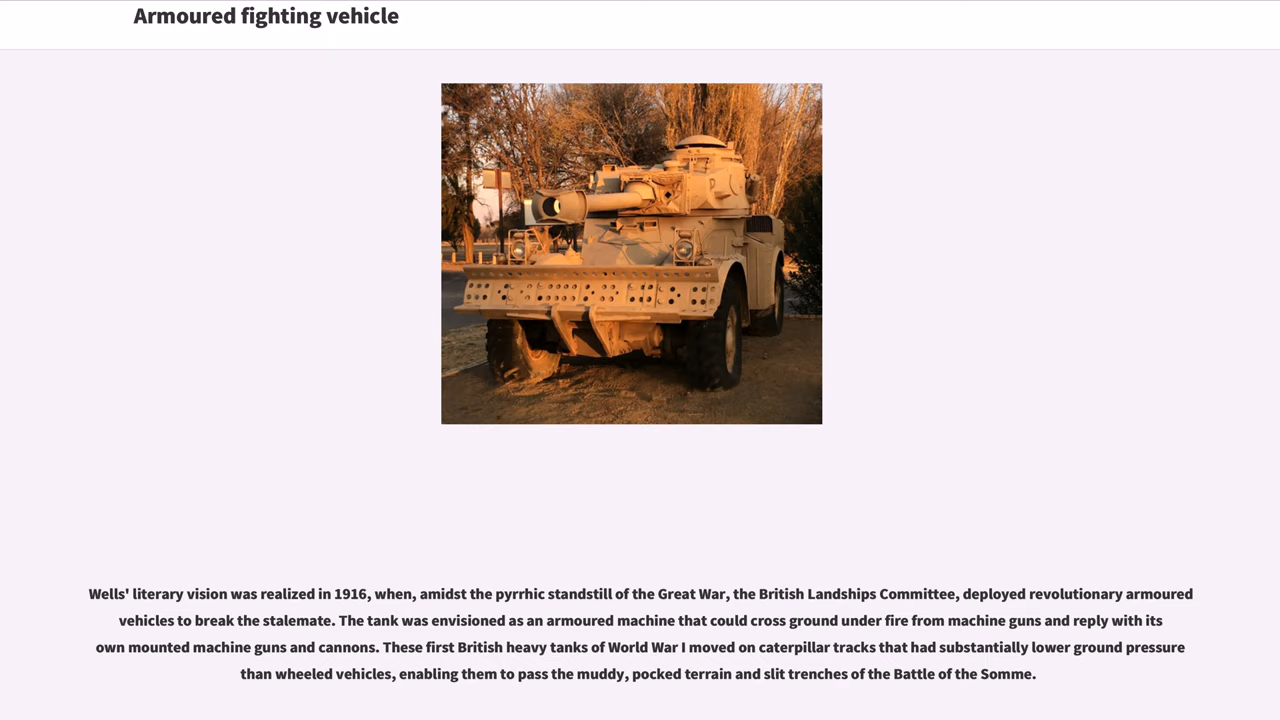 Armoured fighting vehicle
Wells' literary vision was realized in 1916, when, amidst the pyrrhic standstill of the Great War, the British Landships Committee, deployed revolutionary armoured
vehicles to break the stalemate. The tank was envisioned as an armoured machine that could cross ground under fire from machine guns and reply with its
own mounted machine guns and cannons. These first British heavy tanks of World War I moved on caterpillar tracks that had substantially lower ground pressure
than wheeled vehicles, enabling them to pass the muddy, pocked terrain and slit trenches of the Battle of the Somme.